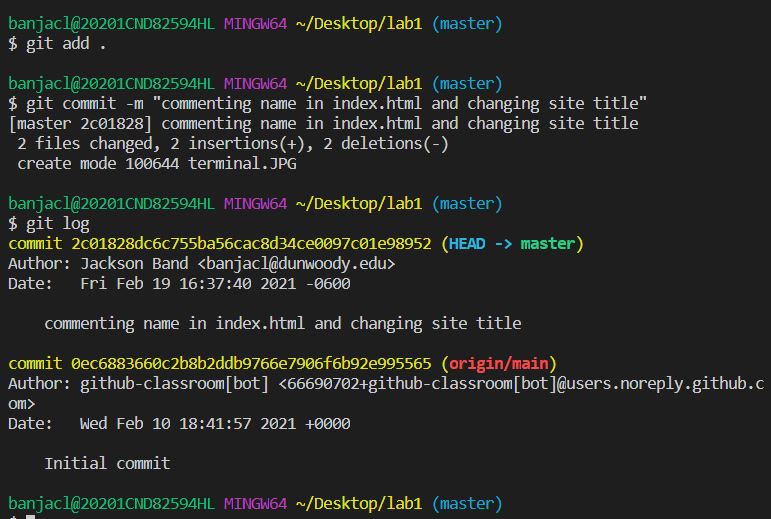 banjacl@20201CND82594HL MINGW64 ~/Desktop/lab1 (master)
$ git add .
banjacl@20201CND82594HL MINGW64 ~/Desktop/lab1 (master)
$ git commit -m "commenting name in index.html and changing site title"
[master 2c01828] commenting name in index.html and changing site title
 2 files changed, 2 insertions(+), 2 deletions(-)
 create mode 100644 terminal.JPG
banjacl@20201CND82594HL MINGW64 ~/Desktop/lab1 (master)
$ git log
commit 2c01828dc6c755ba56cac8d34ce0097c01e98952 (HEAD -> master)
Author: Jackson Band <banjacl@dunwoody.edu>
Date:   Fri Feb 19 16:37:40 2021 -0600
    commenting name in index.html and changing site title
commit 0ec6883660c2b8b2ddb9766e7906f6b92e995565 (origin/main)
Author: github-classroom[bot] <66690702+github-classroom[bot]@users.noreply.github.c
om>
Date:   Wed Feb 10 18:41:57 2021 +0000
    Initial commit
banjacl@20201CND82594HL MINGW64 ~/Desktop/lab1 (master)
$